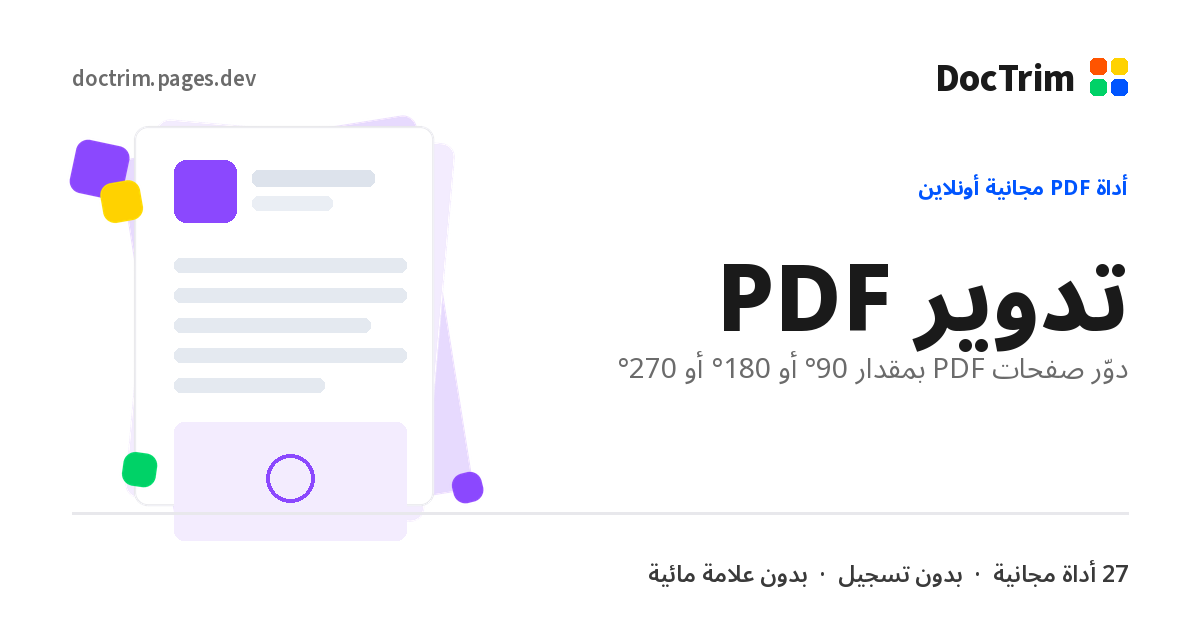 DocTrim
doctrim.pages.dev
أداة PDF مجانية أونلاين
تدوير PDF
دوّر صفحات PDF بمقدار 90° أو 180° أو 270°
27 أداة مجانية · بدون تسجيل · بدون علامة مائية